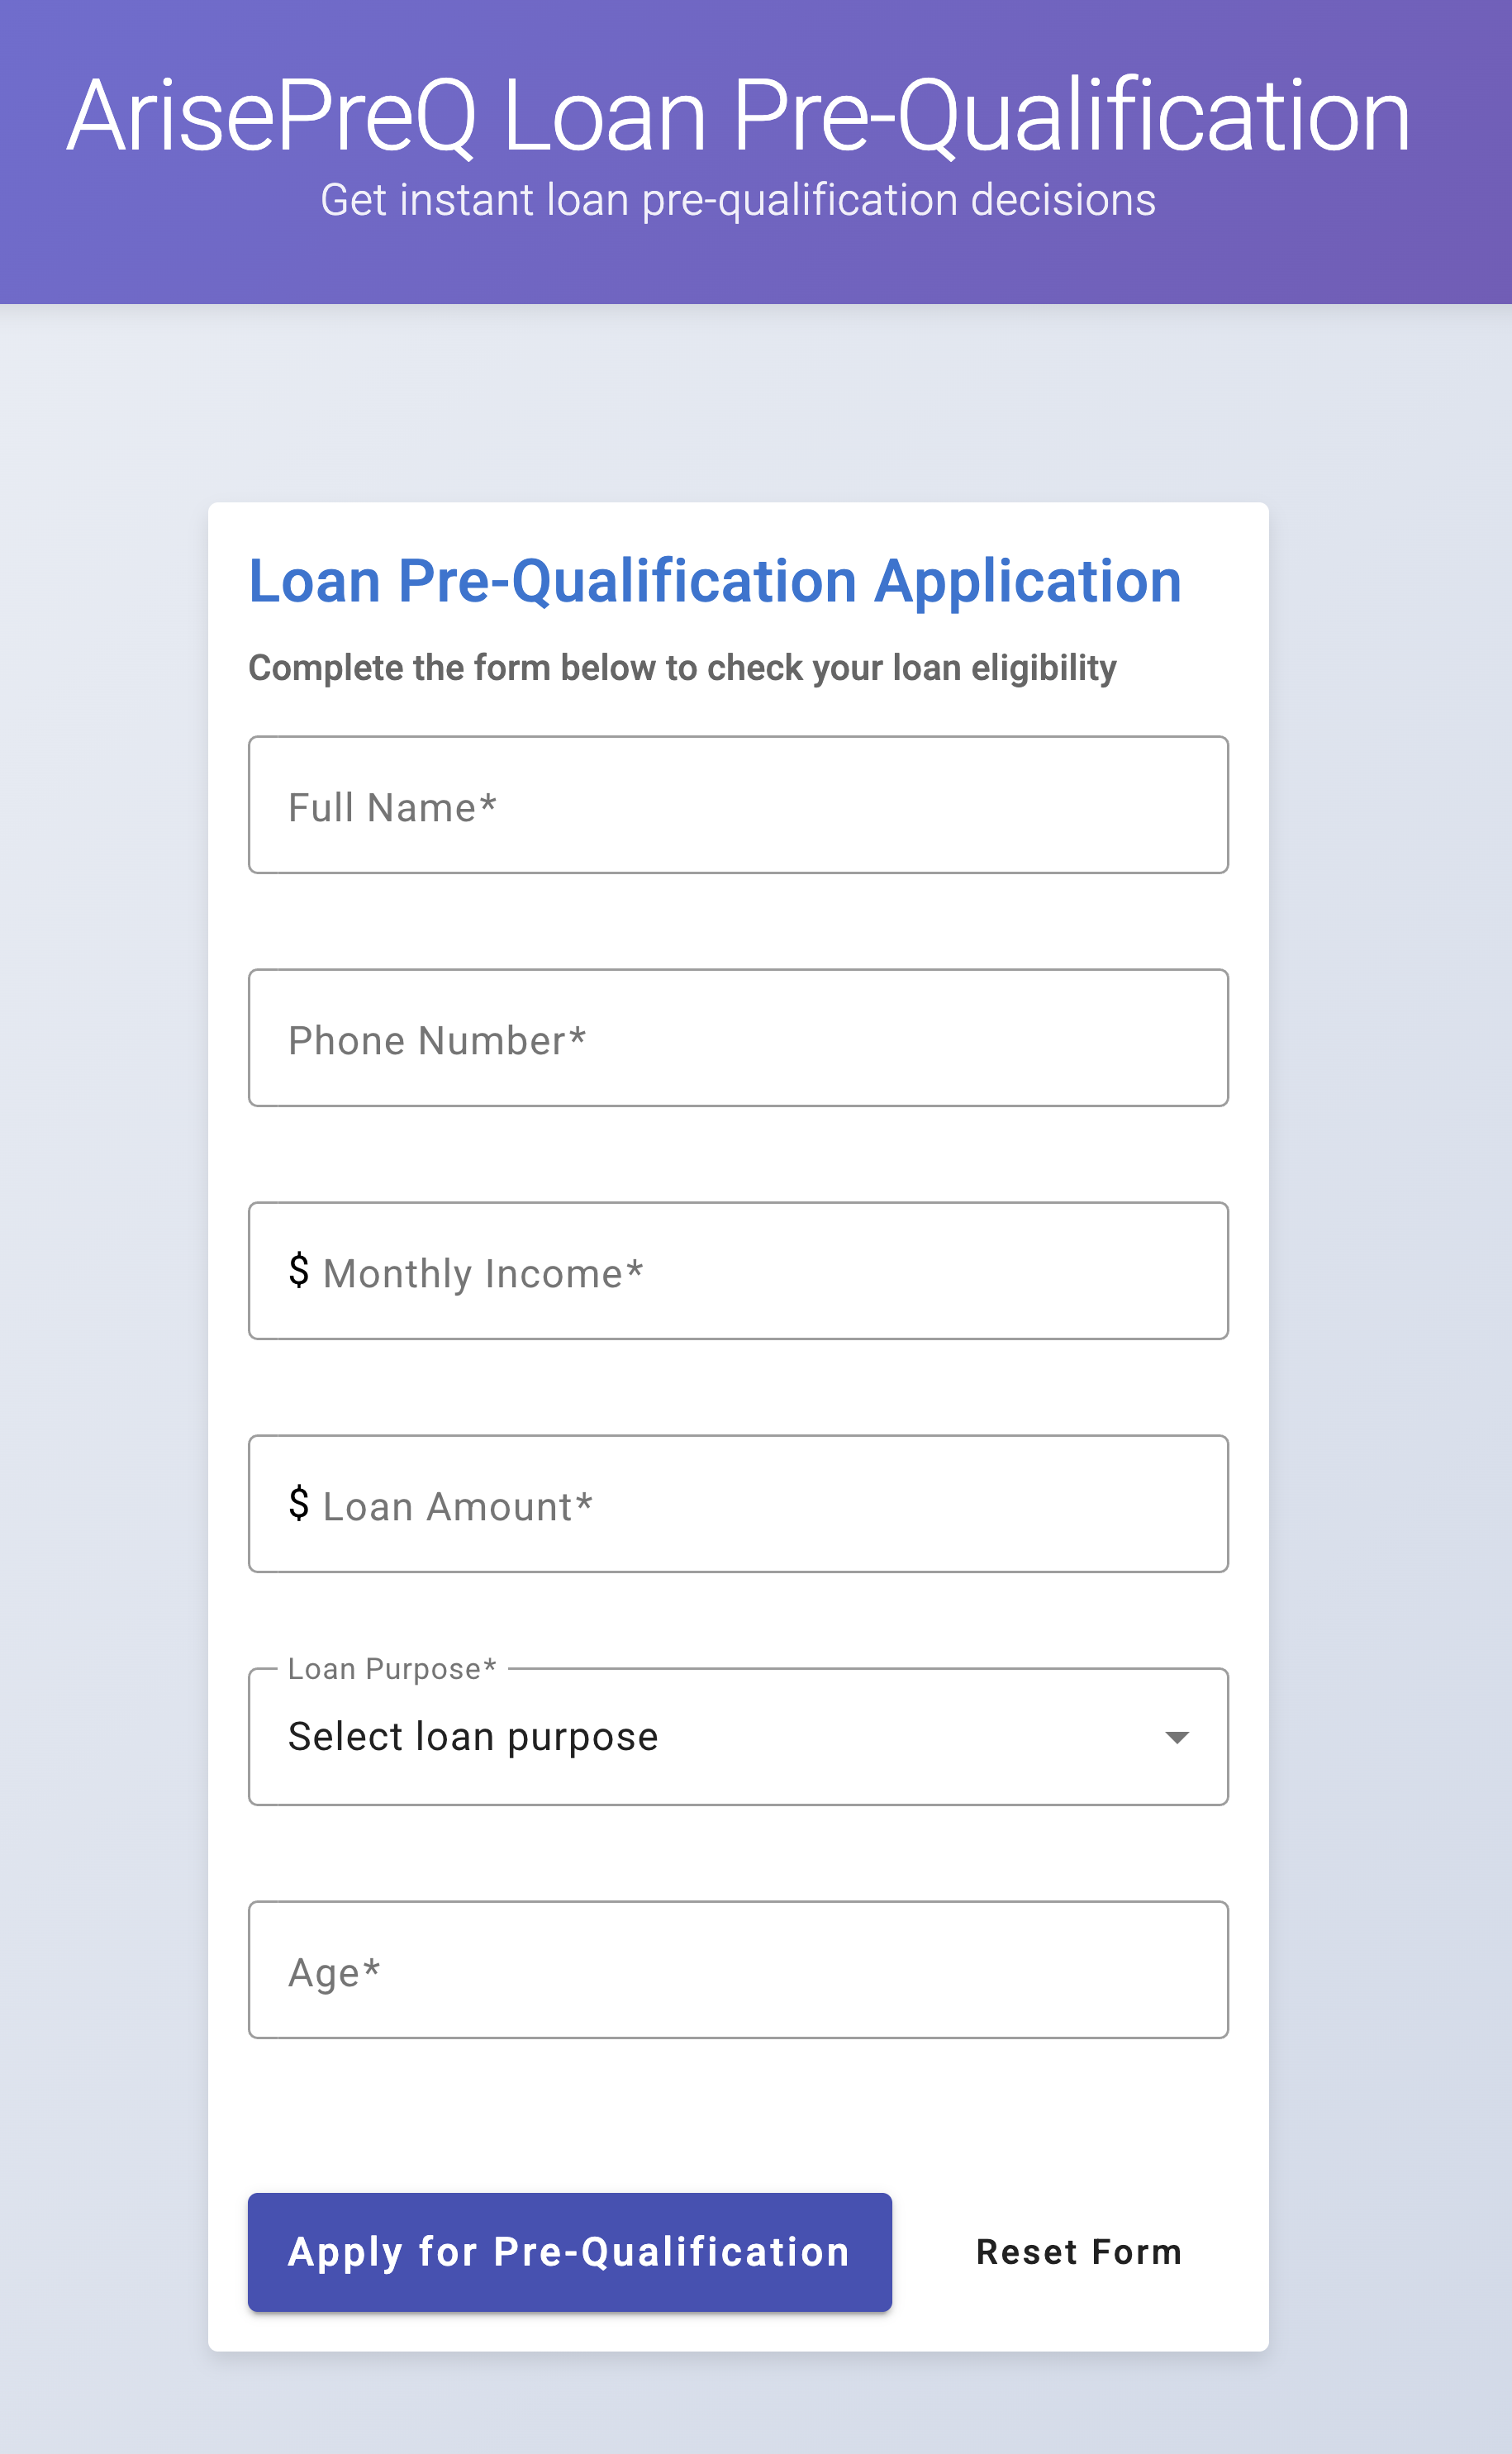 ArisePreQ Loan Pre-Qualification
Get instant loan pre-qualification decisions
Loan Pre-Qualification Application
Complete the form below to check your loan eligibility
Full Name*
Phone Number*
$ Monthly Income*
$ Loan Amount*
Loan Purpose*
Select loan purpose
Age*
Apply for Pre-Qualification
Reset Form